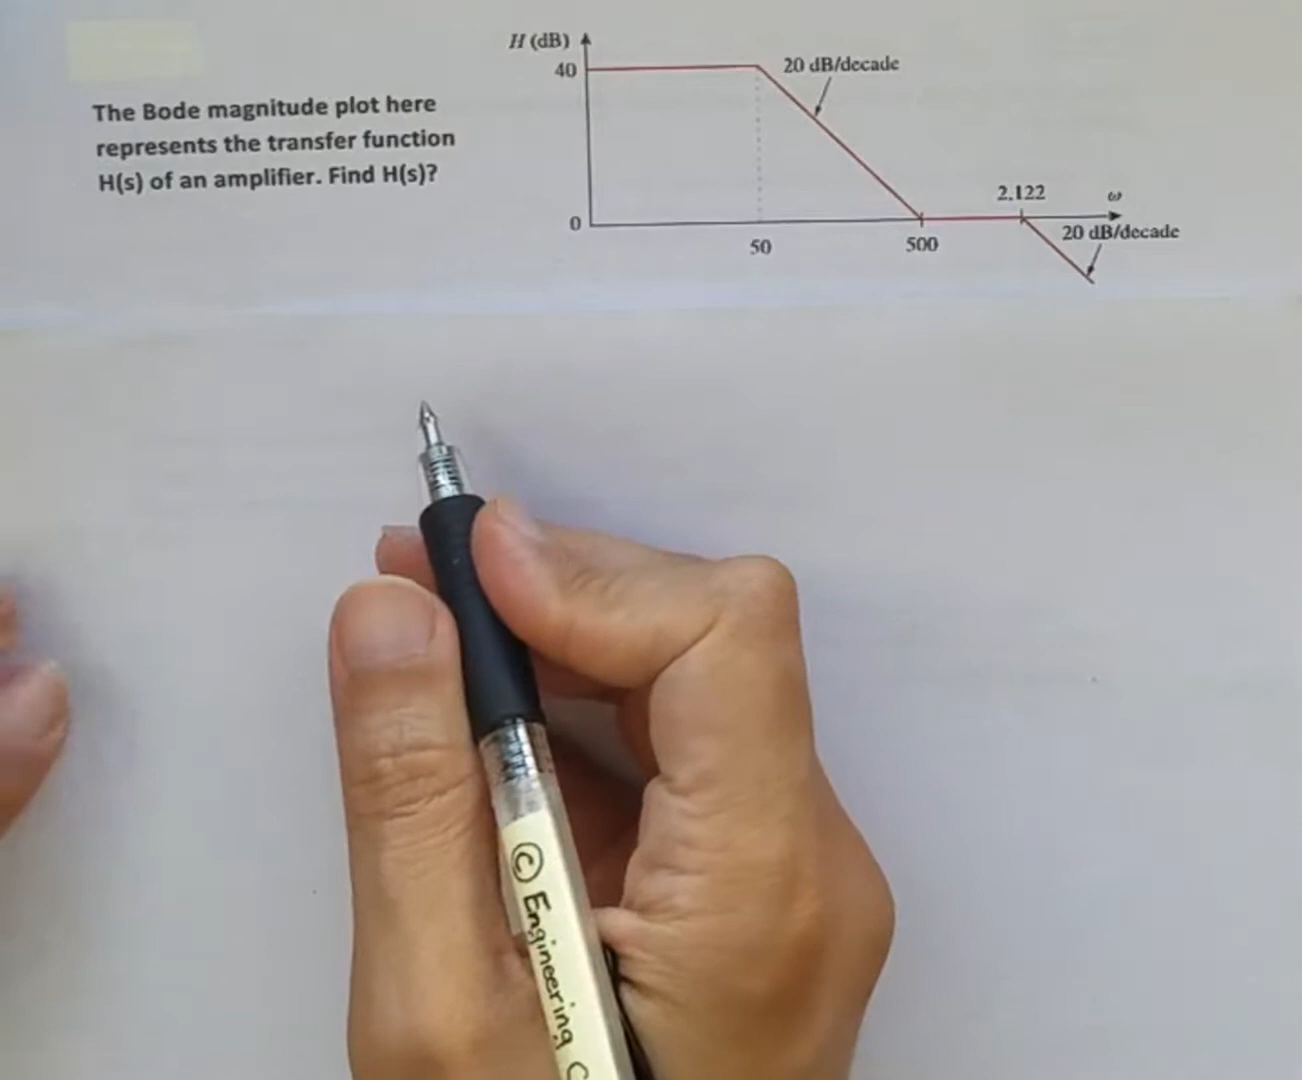 The Bode magnitude plot here
represents the transfer function
H(s) of an amplifier. Find H(s)?
H (dB)
40
20 dB/decade
2,122
ω
0
50
500
20 dB/decade
© Engineering C